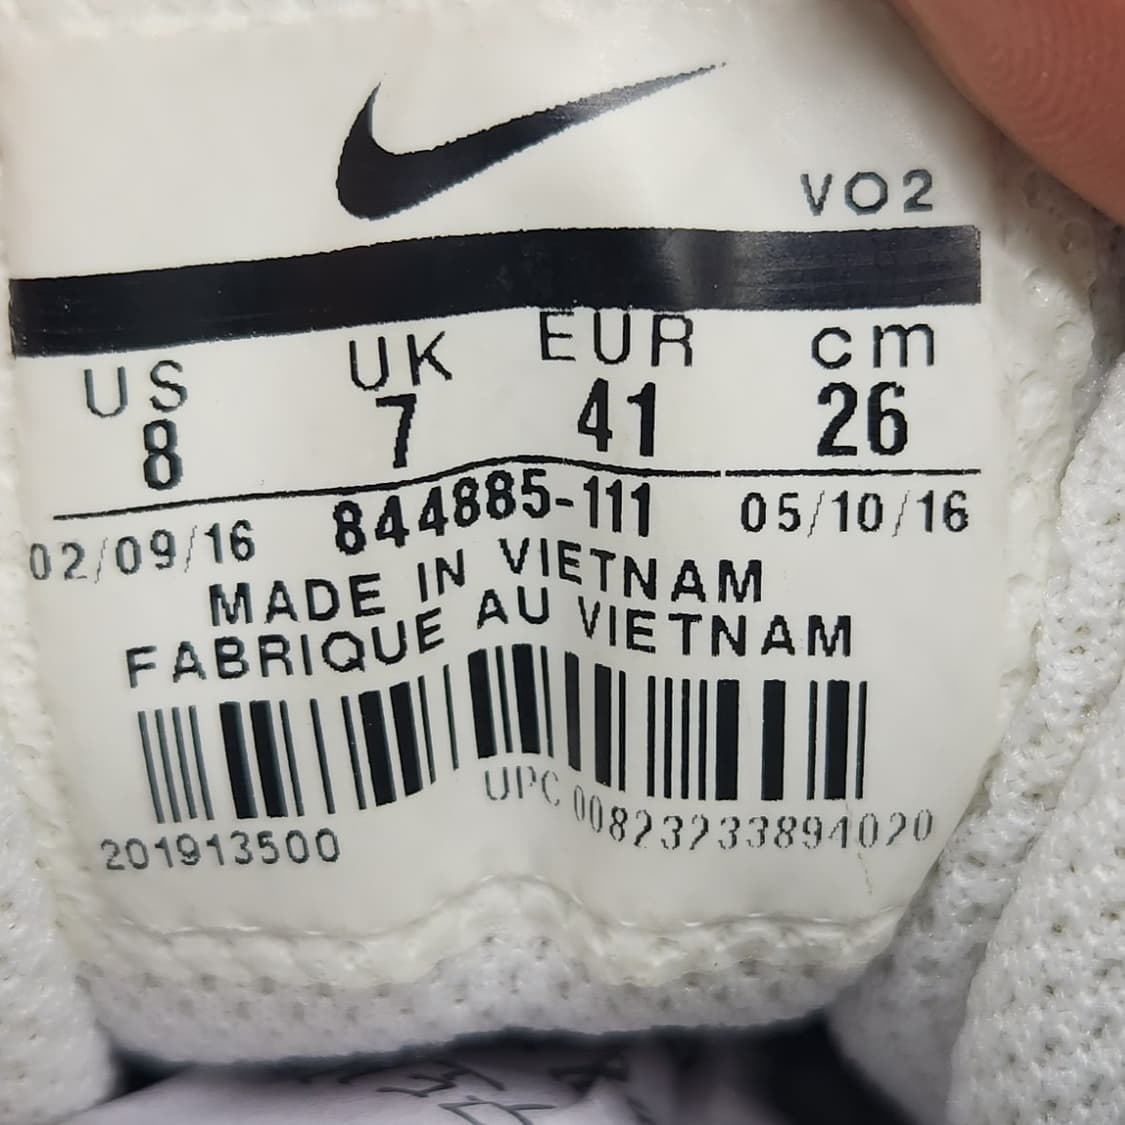 VO2
US UK EUR cm
8 7 41 26
02/09/16 844885-111 05/10/16
MADE IN VIETNAM
FABRIQUE AU VIETNAM
UPC 00823233894020
201913500